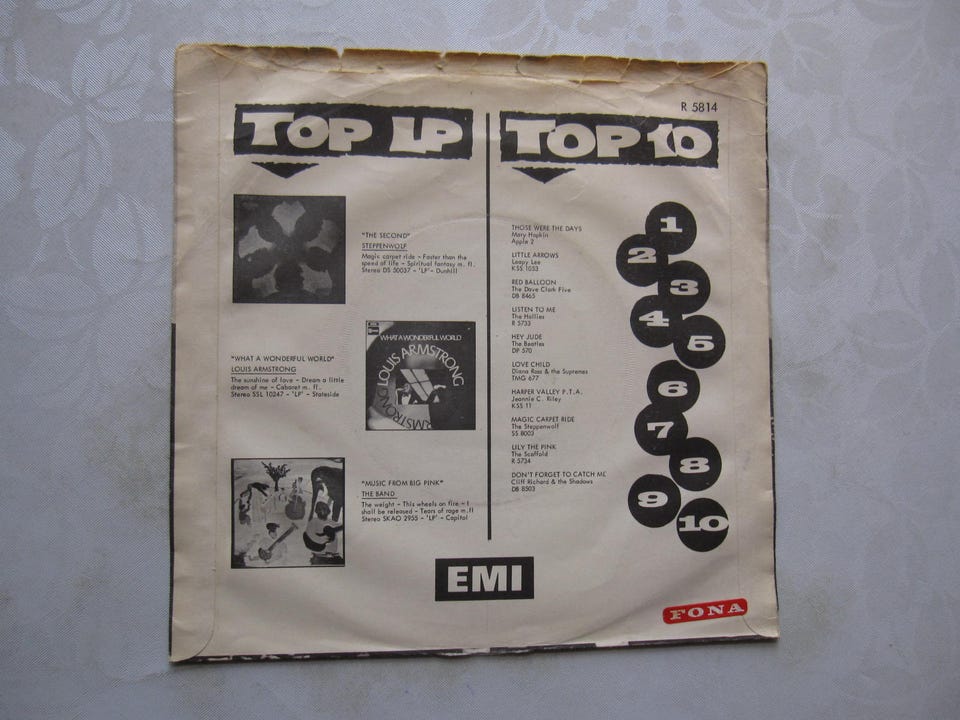 R 5814
TOP LP
"THE SECOND"
STEPPENWOLF
Magic carpet ride - Faster than the
speed of life - Spiritual fantasy m. fl.
Stereo DS 50037 - 'LP' - Dunhill
WHAT A WONDERFUL WORLD
LOUIS ARMSTRONG
"WHAT A WONDERFUL WORLD"
LOUIS ARMSTRONG
The sunshine of love - Dream a little
dream of me - Cabaret m. fl.
Stereo SSL 10247 - 'LP' - Stateside
"MUSIC FROM BIG PINK"
THE BAND
The weight - This wheels on fire - I
shall be released - Tears of rage m. fl
Stereo SKAO 2955 - 'LP' - Capitol
TOP 10
THOSE WERE THE DAYS
Mary Hopkin
Apple 2
LITTLE ARROWS
Leapy Lee
KSS 1053
RED BALLOON
The Dave Clark Five
DB 8465
LISTEN TO ME
The Hollies
R 5733
HEY JUDE
The Beatles
DP 570
LOVE CHILD
Diana Ross & the Supremes
TMG 677
HARPER VALLEY P.T.A.
Jeannie C. Riley
KSS 11
MAGIC CARPET RIDE
The Steppenwolf
SS 8003
LILY THE PINK
The Scaffold
R 5734
DON'T FORGET TO CATCH ME
Cliff Richard & the Shadows
DB 8503
1
2
3
4
5
6
7
8
9
10
EMI
FONA